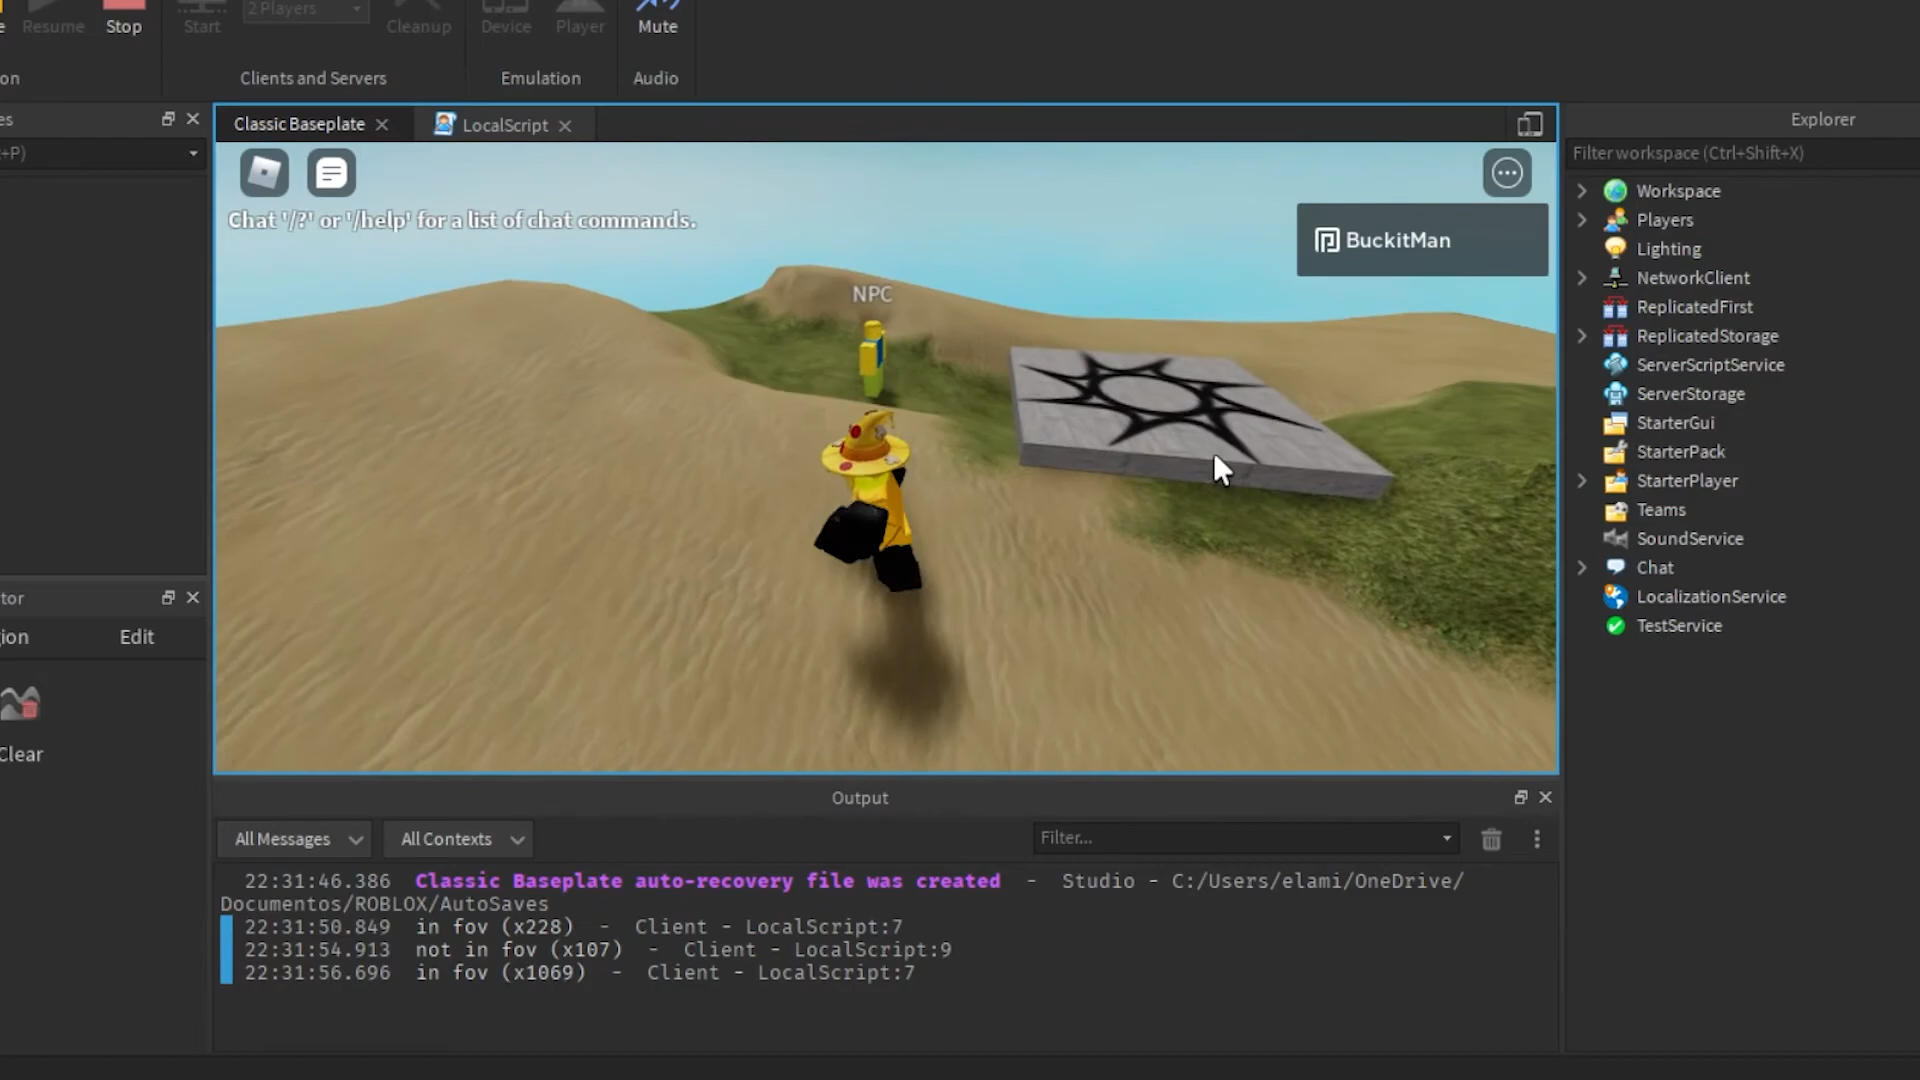 Resume
Stop
Start
2 Players
Cleanup
Device
Player
Mute
on
Clients and Servers
Emulation
Audio
es
Classic Baseplate
LocalScript
Explorer
+P)
Filter workspace (Ctrl+Shift+X)
Chat '/?' or '/help' for a list of chat commands.
BuckitMan
NPC
Workspace
Players
Lighting
NetworkClient
ReplicatedFirst
ReplicatedStorage
ServerScriptService
ServerStorage
StarterGui
StarterPack
StarterPlayer
Teams
SoundService
Chat
LocalizationService
TestService
tor
ion
Edit
Clear
Output
All Messages
All Contexts
Filter...
22:31:46.386 Classic Baseplate auto-recovery file was created - Studio - C:/Users/elami/OneDrive/
Documentos/ROBLOX/AutoSaves
22:31:50.849 in fov (x228) - Client - LocalScript:7
22:31:54.913 not in fov (x107) - Client - LocalScript:9
22:31:56.696 in fov (x1069) - Client - LocalScript:7